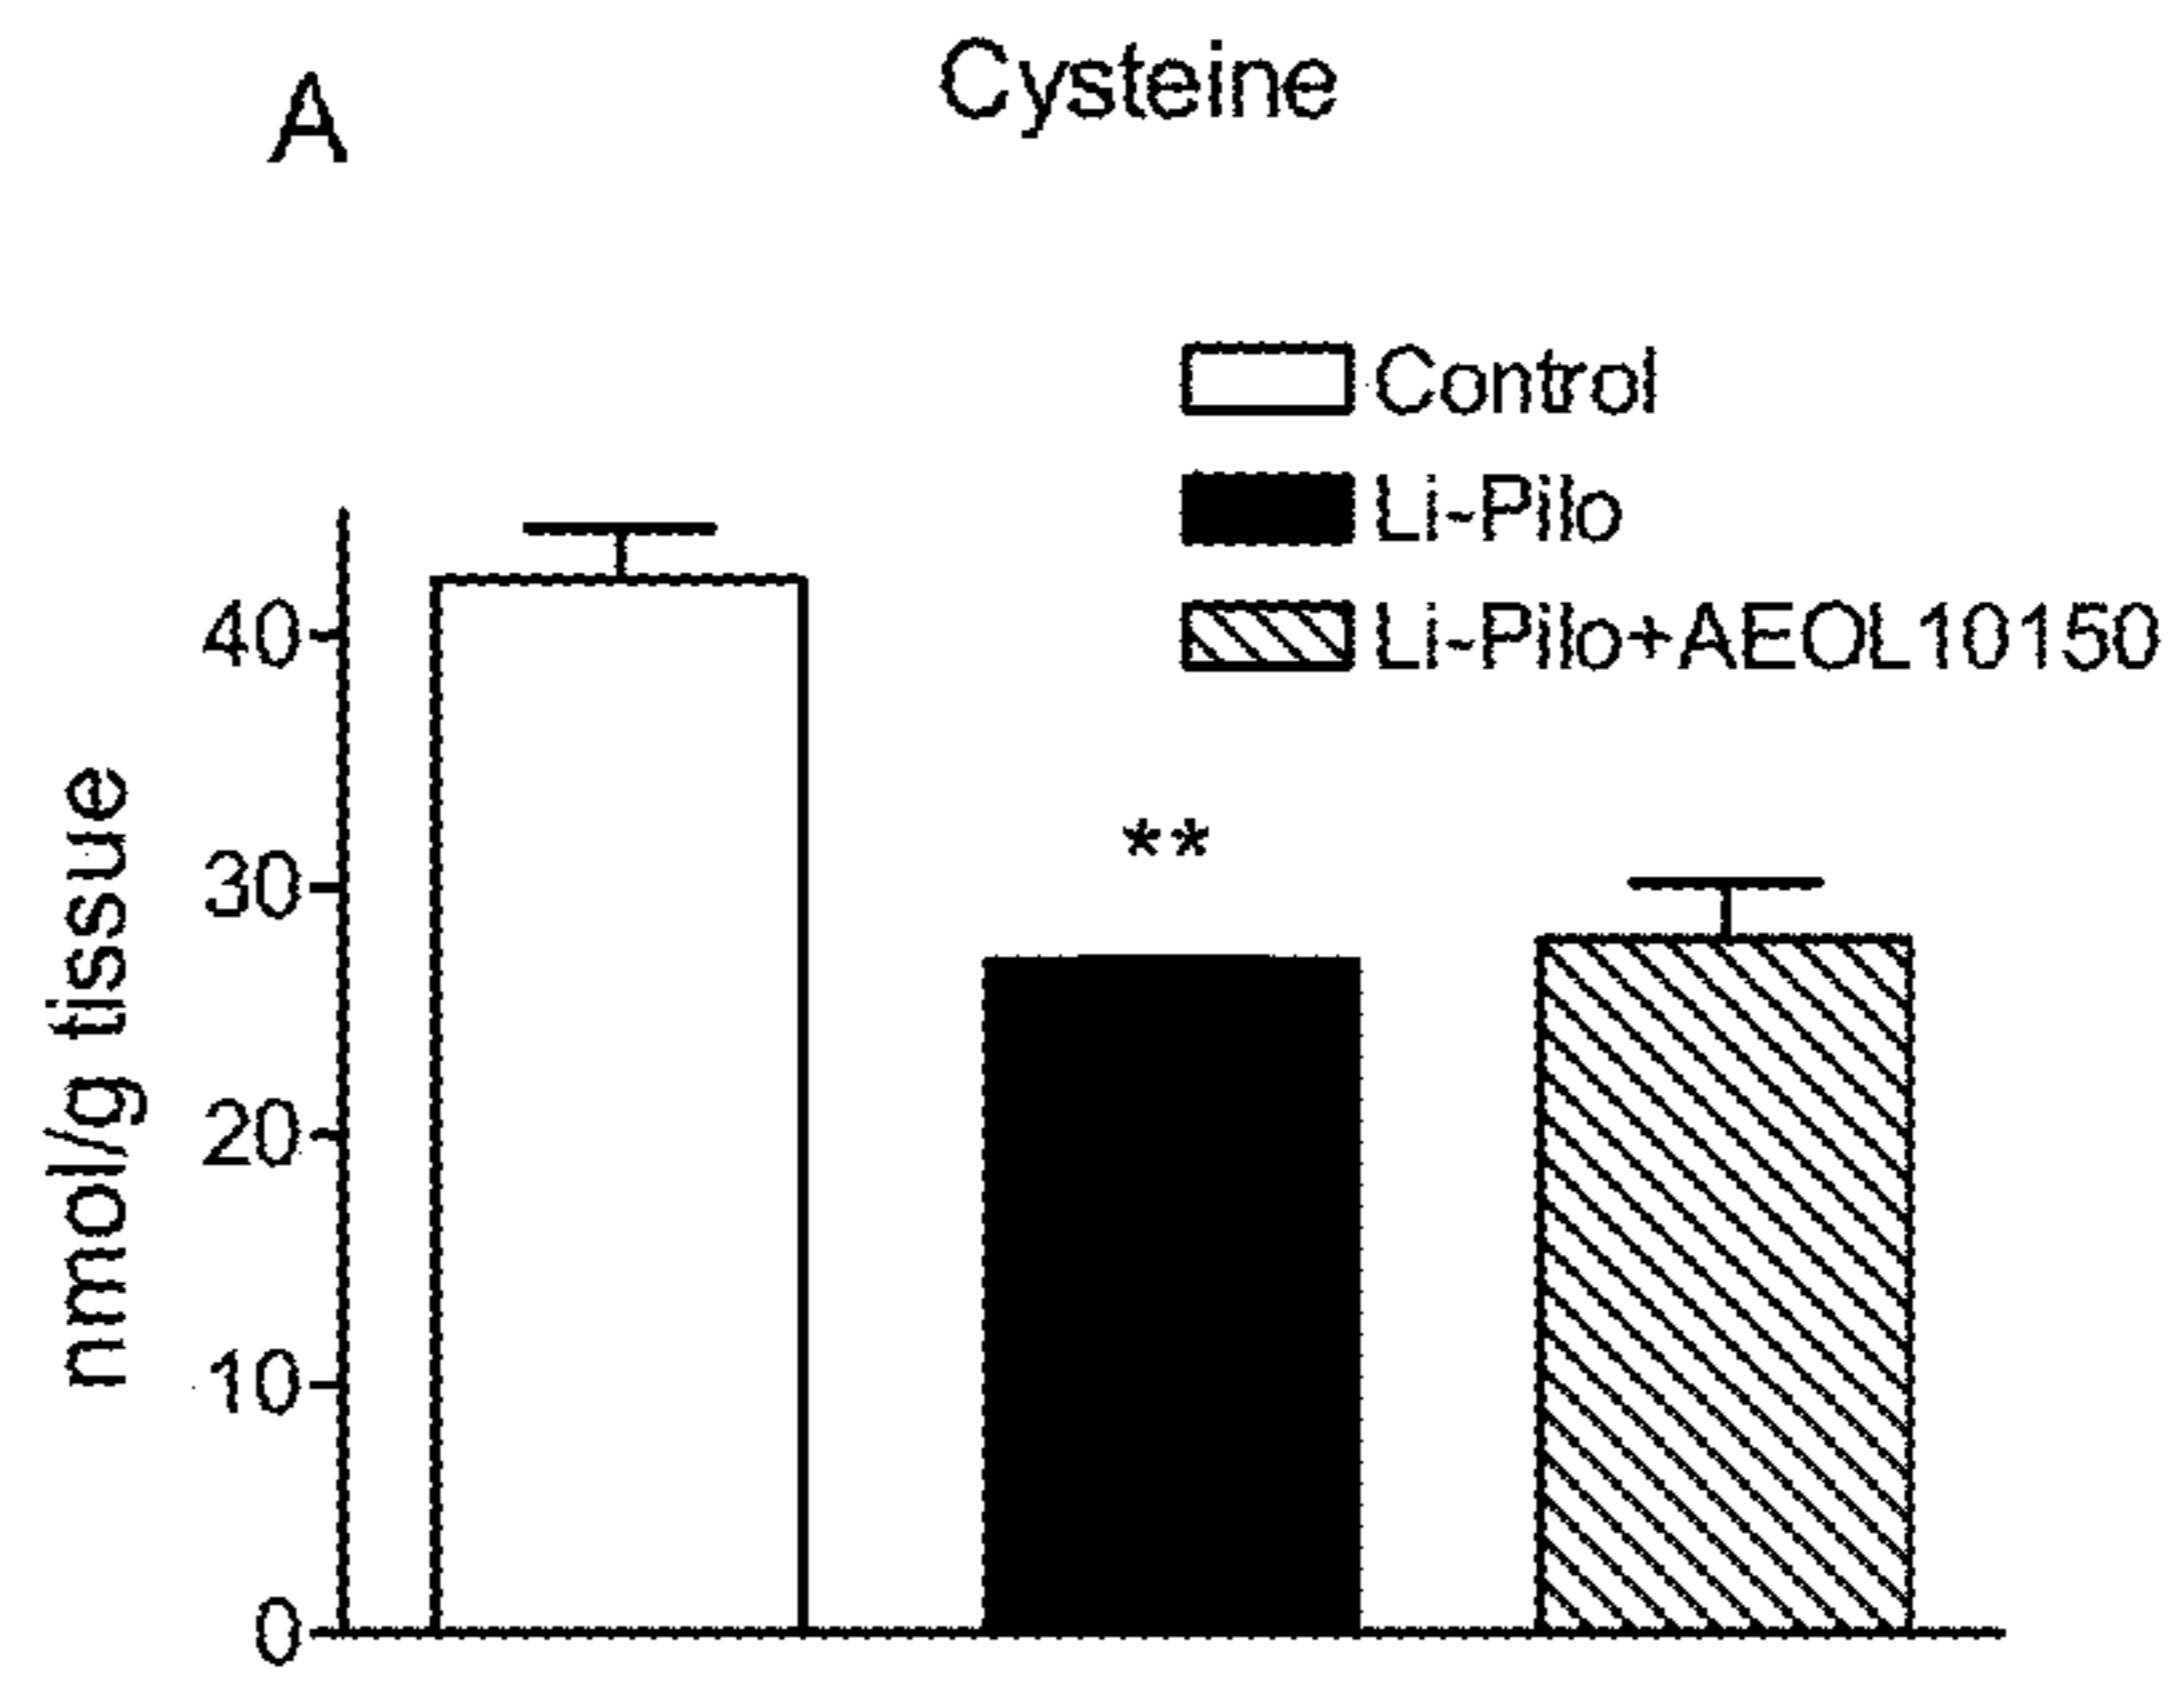 A
Cysteine
Control
Li-Pilo
Li-Pilo+AEOL10150
nmol/g tissue
40
30
20
10
0
**